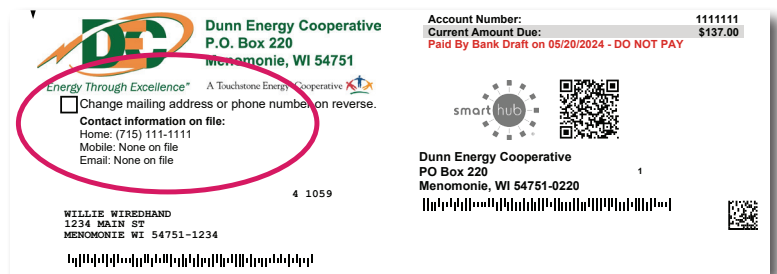 DEC
Energy Through Excellence"
Dunn Energy Cooperative
P.O. Box 220
Menomonie, WI 54751
A Touchstone Energy Cooperative
Change mailing address or phone number on reverse.
Contact information on file:
Home: (715) 111-1111
Mobile: None on file
Email: None on file
4 1059
WILLIE WIREDHAND
1234 MAIN ST
MENOMONIE WI 54751-1234
Account Number: 1111111
Current Amount Due: $137.00
Paid By Bank Draft on 05/20/2024 - DO NOT PAY
smart hub
Dunn Energy Cooperative
PO Box 220
1
Menomonie, WI 54751-0220